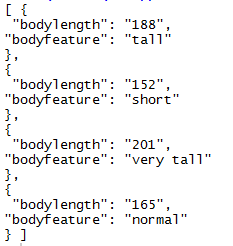 [ {
"bodylength": "188",
"bodyfeature": "tall"
},
{
"bodylength": "152",
"bodyfeature": "short"
},
{
"bodylength": "201",
"bodyfeature": "very tall"
},
{
"bodylength": "165",
"bodyfeature": "normal"
} ]